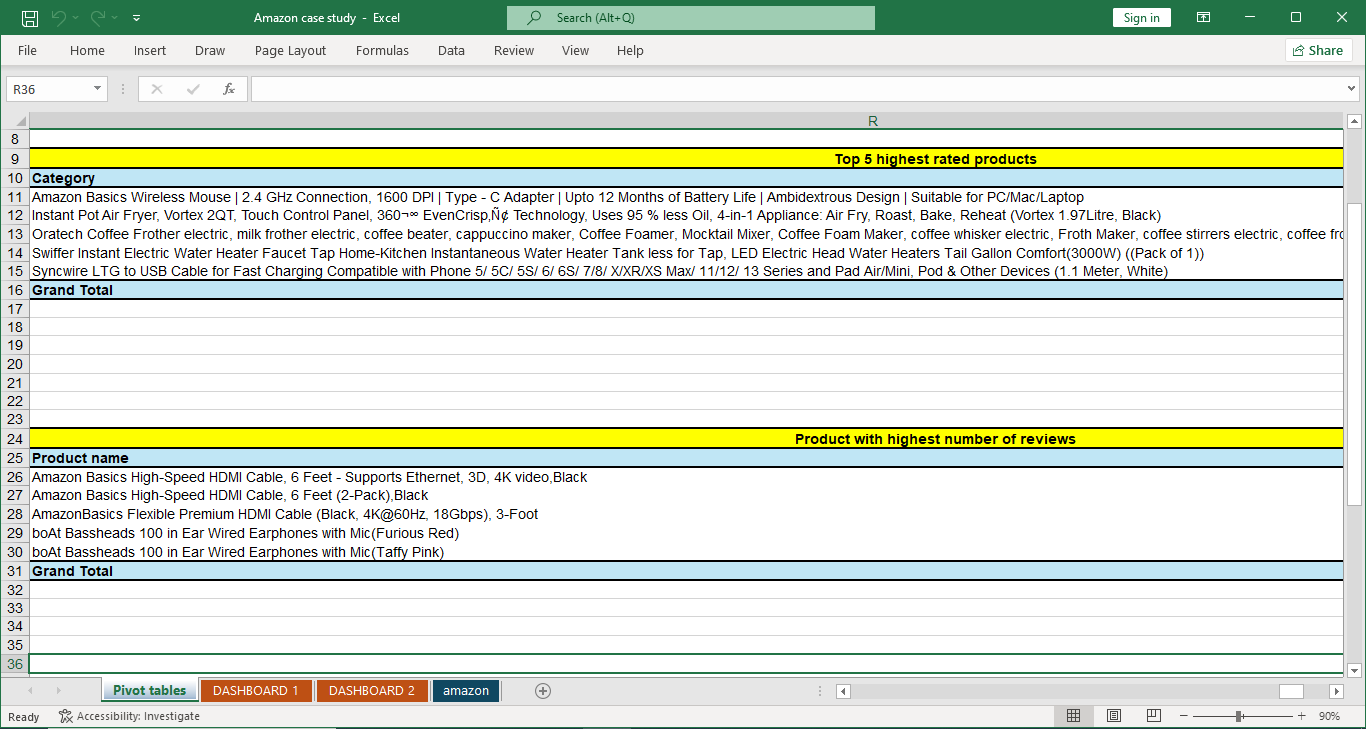 Amazon case study - Excel
Search (Alt+Q)
Sign in
File Home Insert Draw Page Layout Formulas Data Review View Help
Share
R36
fx
R
8
9 Top 5 highest rated products
10 Category
11 Amazon Basics Wireless Mouse | 2.4 GHz Connection, 1600 DPI | Type - C Adapter | Upto 12 Months of Battery Life | Ambidextrous Design | Suitable for PC/Mac/Laptop
12 Instant Pot Air Fryer, Vortex 2QT, Touch Control Panel, 360¬∞ EvenCrisp‚Ñ¢ Technology, Uses 95 % less Oil, 4-in-1 Appliance: Air Fry, Roast, Bake, Reheat (Vortex 1.97Litre, Black)
13 Oratech Coffee Frother electric, milk frother electric, coffee beater, cappuccino maker, Coffee Foamer, Mocktail Mixer, Coffee Foam Maker, coffee whisker electric, Froth Maker, coffee stirrers electric, coffee fro
14 Swiffer Instant Electric Water Heater Faucet Tap Home-Kitchen Instantaneous Water Heater Tank less for Tap, LED Electric Head Water Heaters Tail Gallon Comfort(3000W) ((Pack of 1))
15 Syncwire LTG to USB Cable for Fast Charging Compatible with Phone 5/ 5C/ 5S/ 6/ 6S/ 7/8/ X/XR/XS Max/ 11/12/ 13 Series and Pad Air/Mini, Pod & Other Devices (1.1 Meter, White)
16 Grand Total
17
18
19
20
21
22
23
24 Product with highest number of reviews
25 Product name
26 Amazon Basics High-Speed HDMI Cable, 6 Feet - Supports Ethernet, 3D, 4K video,Black
27 Amazon Basics High-Speed HDMI Cable, 6 Feet (2-Pack),Black
28 AmazonBasics Flexible Premium HDMI Cable (Black, 4K@60Hz, 18Gbps), 3-Foot
29 boAt Bassheads 100 in Ear Wired Earphones with Mic(Furious Red)
30 boAt Bassheads 100 in Ear Wired Earphones with Mic(Taffy Pink)
31 Grand Total
32
33
34
35
36
Pivot tables DASHBOARD 1 DASHBOARD 2 amazon
Ready Accessibility: Investigate 90%